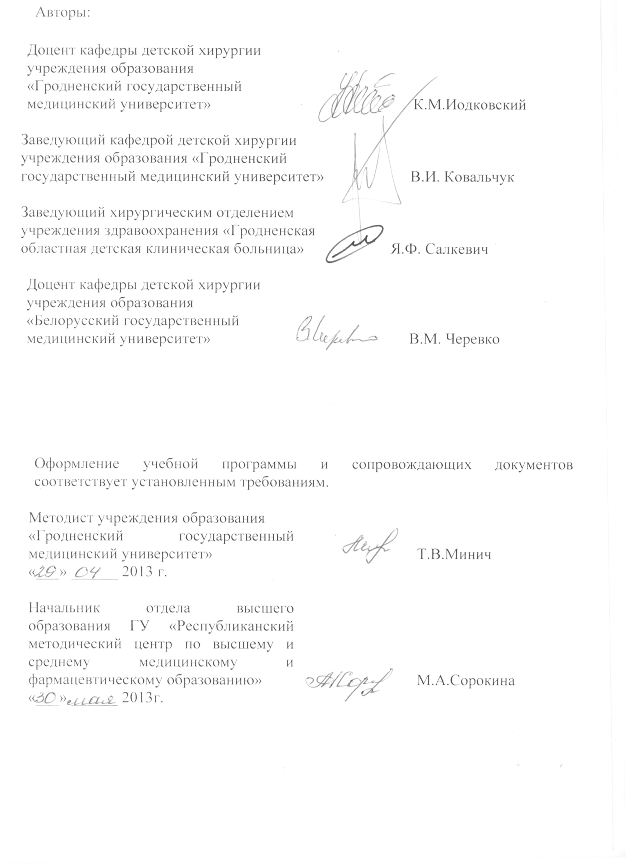 Авторы:
Доцент кафедры детской хирургии
учреждения образования
«Гродненский государственный
медицинский университет» К.М.Иодковский
Заведующий кафедрой детской хирургии
учреждения образования «Гродненский
государственный медицинский университет» В.И. Ковальчук
Заведующий хирургическим отделением
учреждения здравоохранения «Гродненская
областная детская клиническая больница» Я.Ф. Салкевич
Доцент кафедры детской хирургии
учреждения образования
«Белорусский государственный
медицинский университет» В.М. Черевко
Оформление учебной программы и сопровождающих документов
соответствует установленным требованиям.
Методист учреждения образования
«Гродненский государственный
медицинский университет» Т.В.Минич
«29» 04 2013 г.
Начальник отдела высшего
образования ГУ «Республиканский
методический центр по высшему и
среднему медицинскому и
фармацевтическому образованию» М.А.Сорокина
«30» мая 2013г.